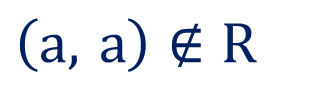 (a, a) ∉ R